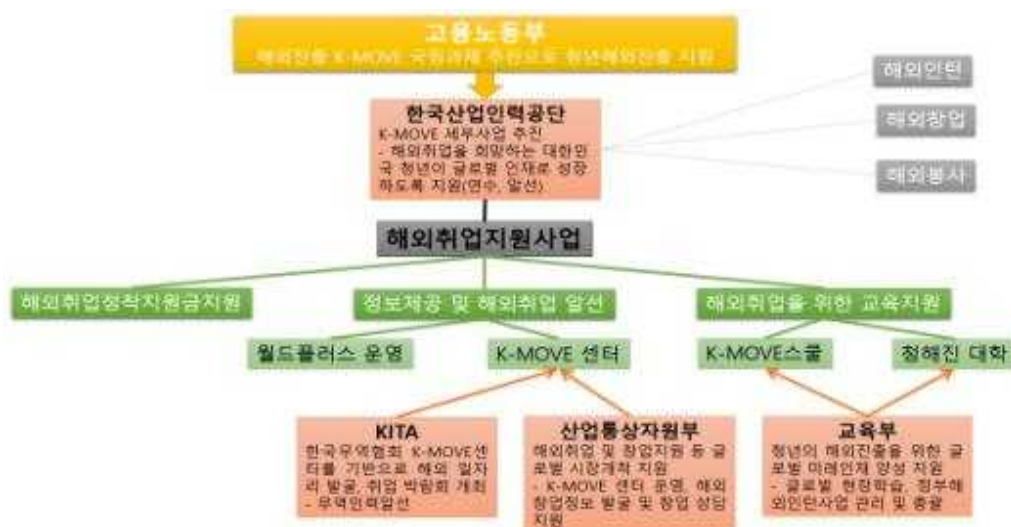 고용노동부
해외진출 K-MOVE 국정과제 추진으로 청년해외진출 지원
한국산업인력공단
K-MOVE 세부사업 추진
- 해외취업을 희망하는 대한민
국 청년이 글로벌 인재로 성장
하도록 지원(연수, 알선)
해외인턴
해외창업
해외봉사
해외취업지원사업
해외취업정착지원금지원
정보제공 및 해외취업 알선
해외취업을 위한 교육지원
월드플러스 운영
K-MOVE 센터
K-MOVE스쿨
청해진 대학
KITA
한국무역협회 K-MOVE센
터를 기반으로 해외 일자
리 발굴, 취업 박람회 개최
- 무역인력알선
산업통상자원부
해외취업 및 창업지원 등 글
로벌 시장개척 지원
- K-MOVE 센터 운영, 해외
창업정보 발굴 및 창업 상담
지원
교육부
청년의 해외진출을 위한 글
로벌 미래인재 양성 지원
- 글로벌 현장학습, 정부해
외인턴사업 관리 및 총괄